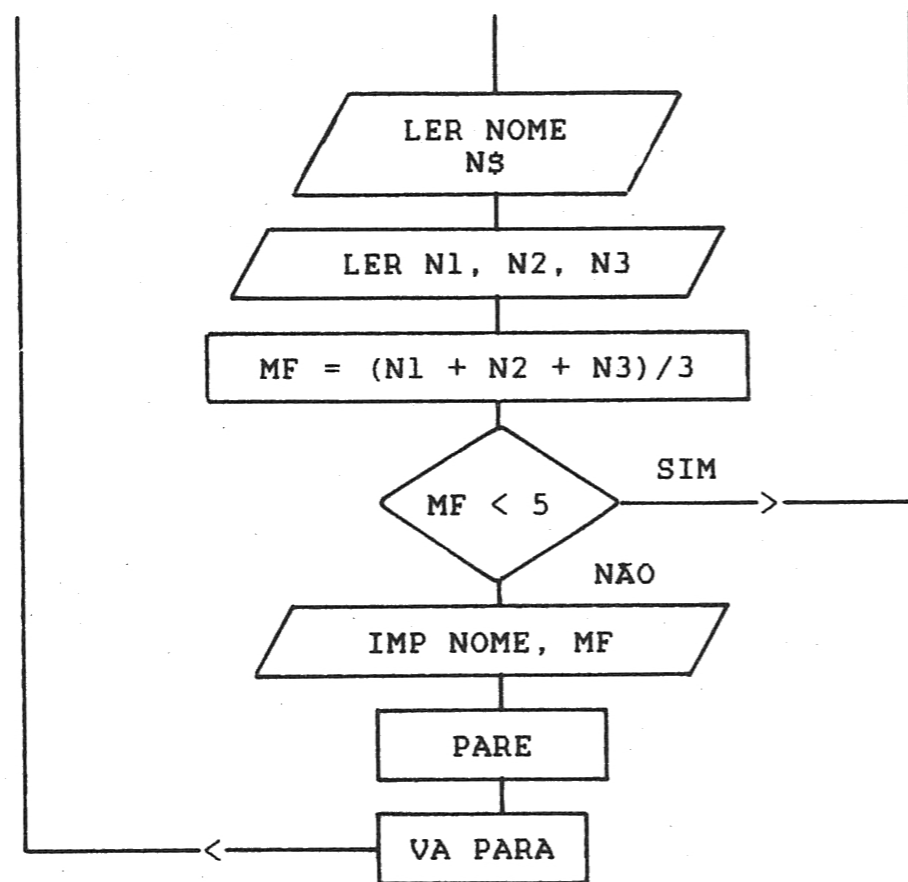 LER NOME
N$
LER N1, N2, N3
MF = (N1 + N2 + N3)/3
MF < 5
SIM
NÃO
IMP NOME, MF
PARE
VA PARA